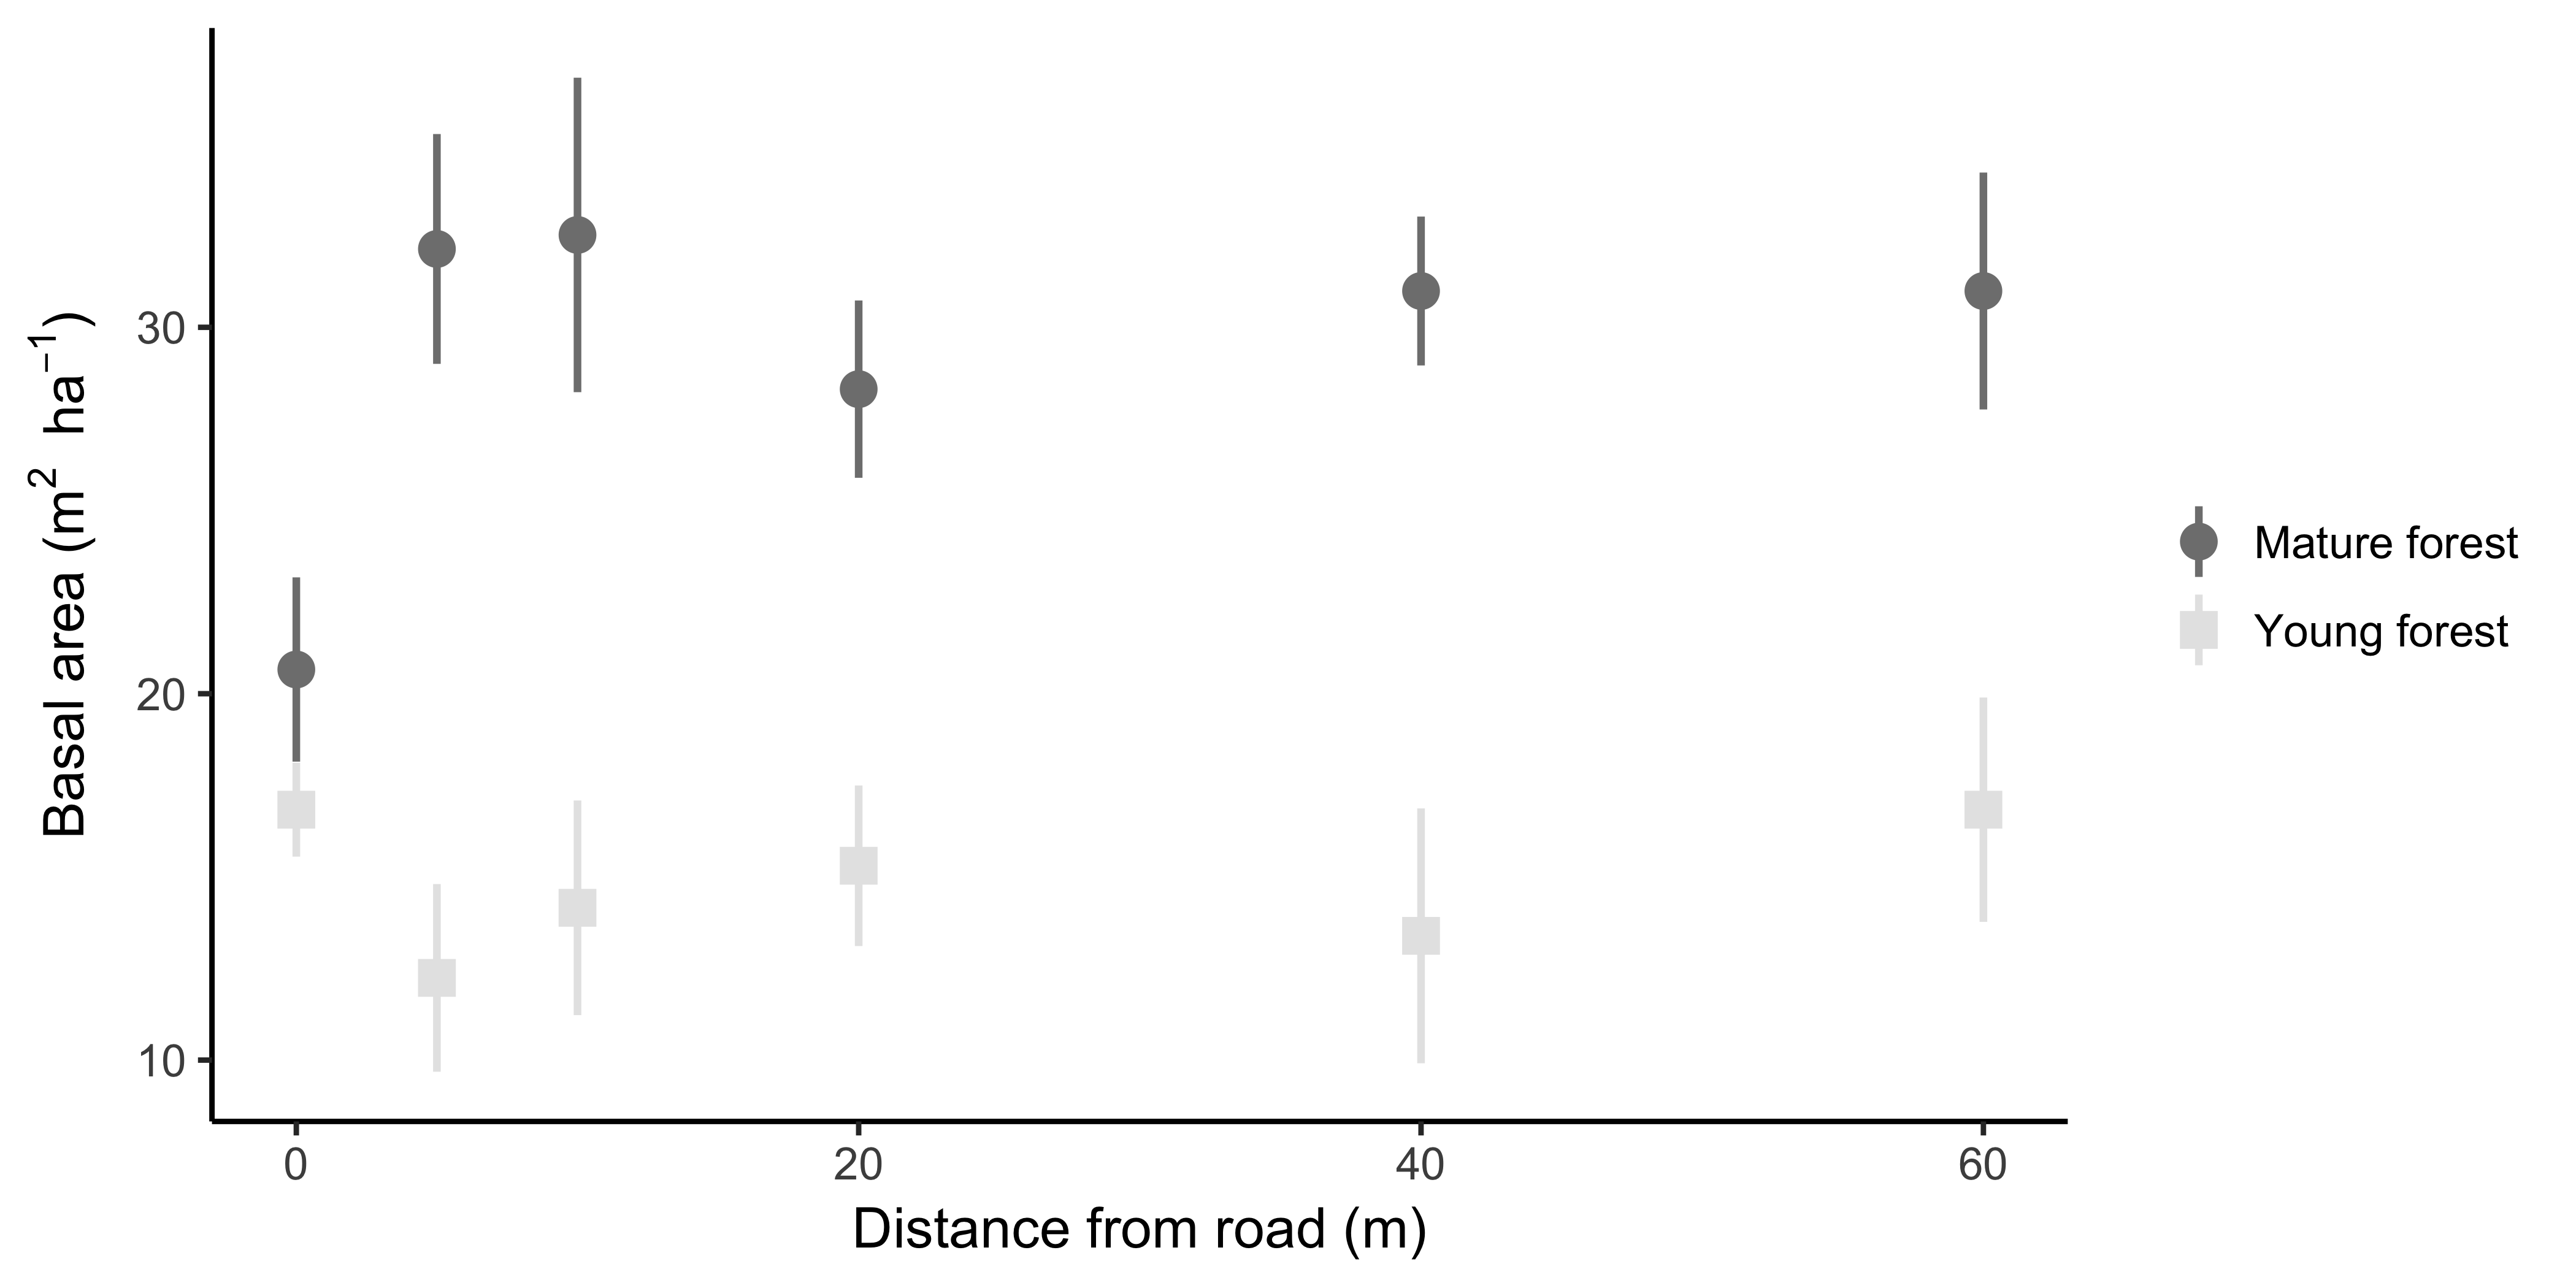 Basal area (m² ha⁻¹)
30
20
10
0 20 40 60
Distance from road (m)
Mature forest
Young forest